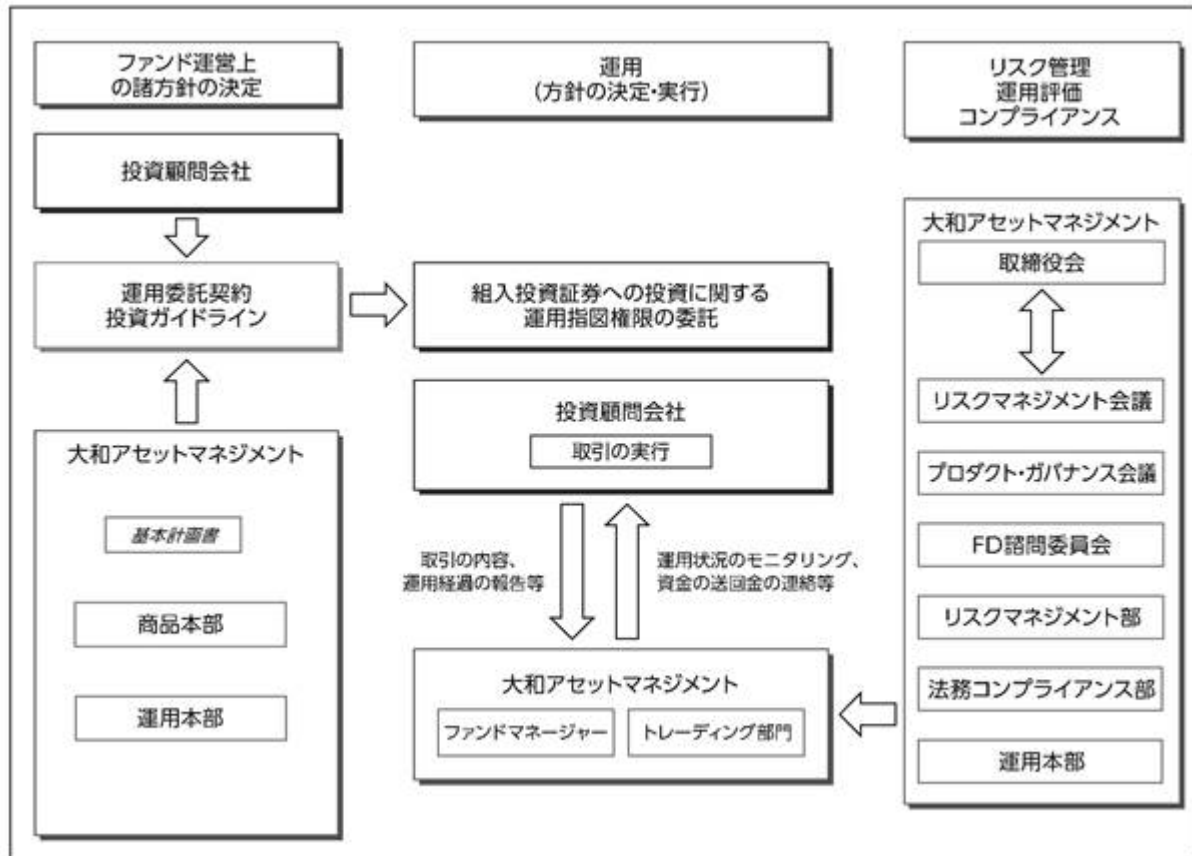 ファンド運営上
の諸方針の決定
投資顧問会社
運用委託契約
投資ガイドライン
大和アセットマネジメント
基本計画書
商品本部
運用本部
運用
(方針の決定・実行)
組入投資証券への投資に関する
運用指図権限の委託
投資顧問会社
取引の実行
取引の内容、
運用経過の報告等
運用状況のモニタリング、
資金の送回金の連絡等
大和アセットマネジメント
ファンドマネージャー
トレーディング部門
リスク管理
運用評価
コンプライアンス
大和アセットマネジメント
取締役会
リスクマネジメント会議
プロダクト・ガバナンス会議
FD諮問委員会
リスクマネジメント部
法務コンプライアンス部
運用本部